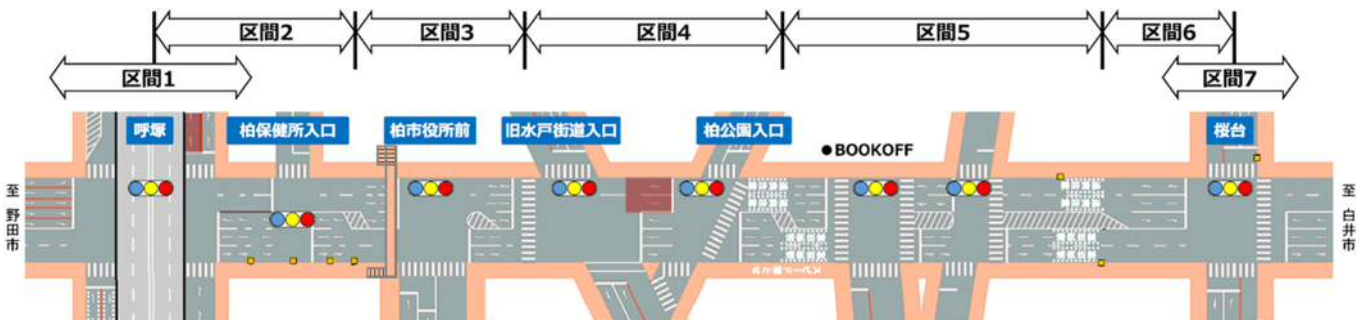 区間2
区間3
区間4
区間5
区間6
区間1
区間7
呼塚
柏保健所入口
柏市役所前
旧水戸街道入口
柏公園入口
●BOOKOFF
桜台
至 野田市
至 白井市